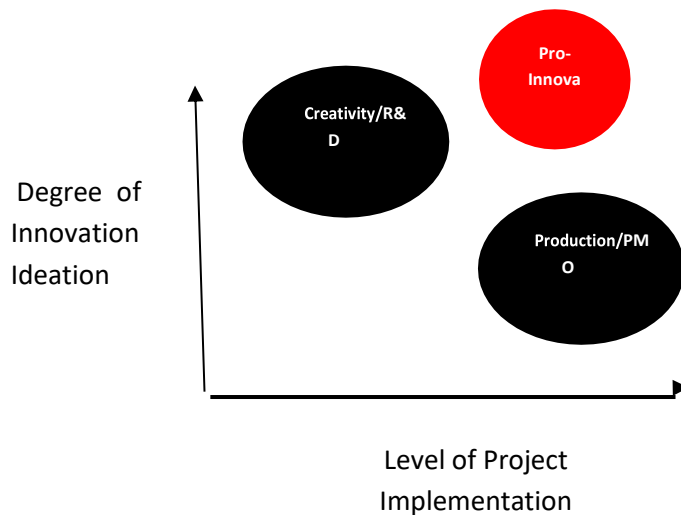 Pro-
Innova
Creativity/R&
D
Degree of
Innovation
Ideation
Production/PM
O
Level of Project
Implementation